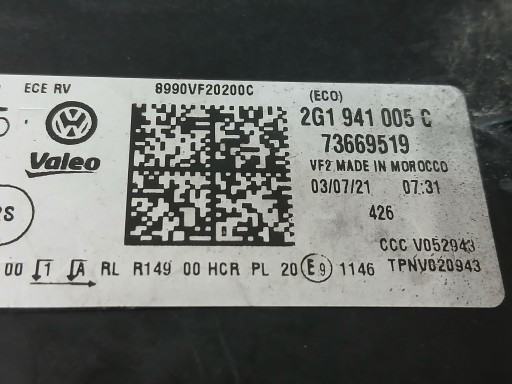 ECE RV
8990VF20200C
(ECO)
2G1 941 005 C
73669519
Valeo
VF2 MADE IN MOROCCO
03/07/21 07:31
426
CCC V052943
00 1 A RL R149 00 HCR PL 20 E9 1146 TPNV020943